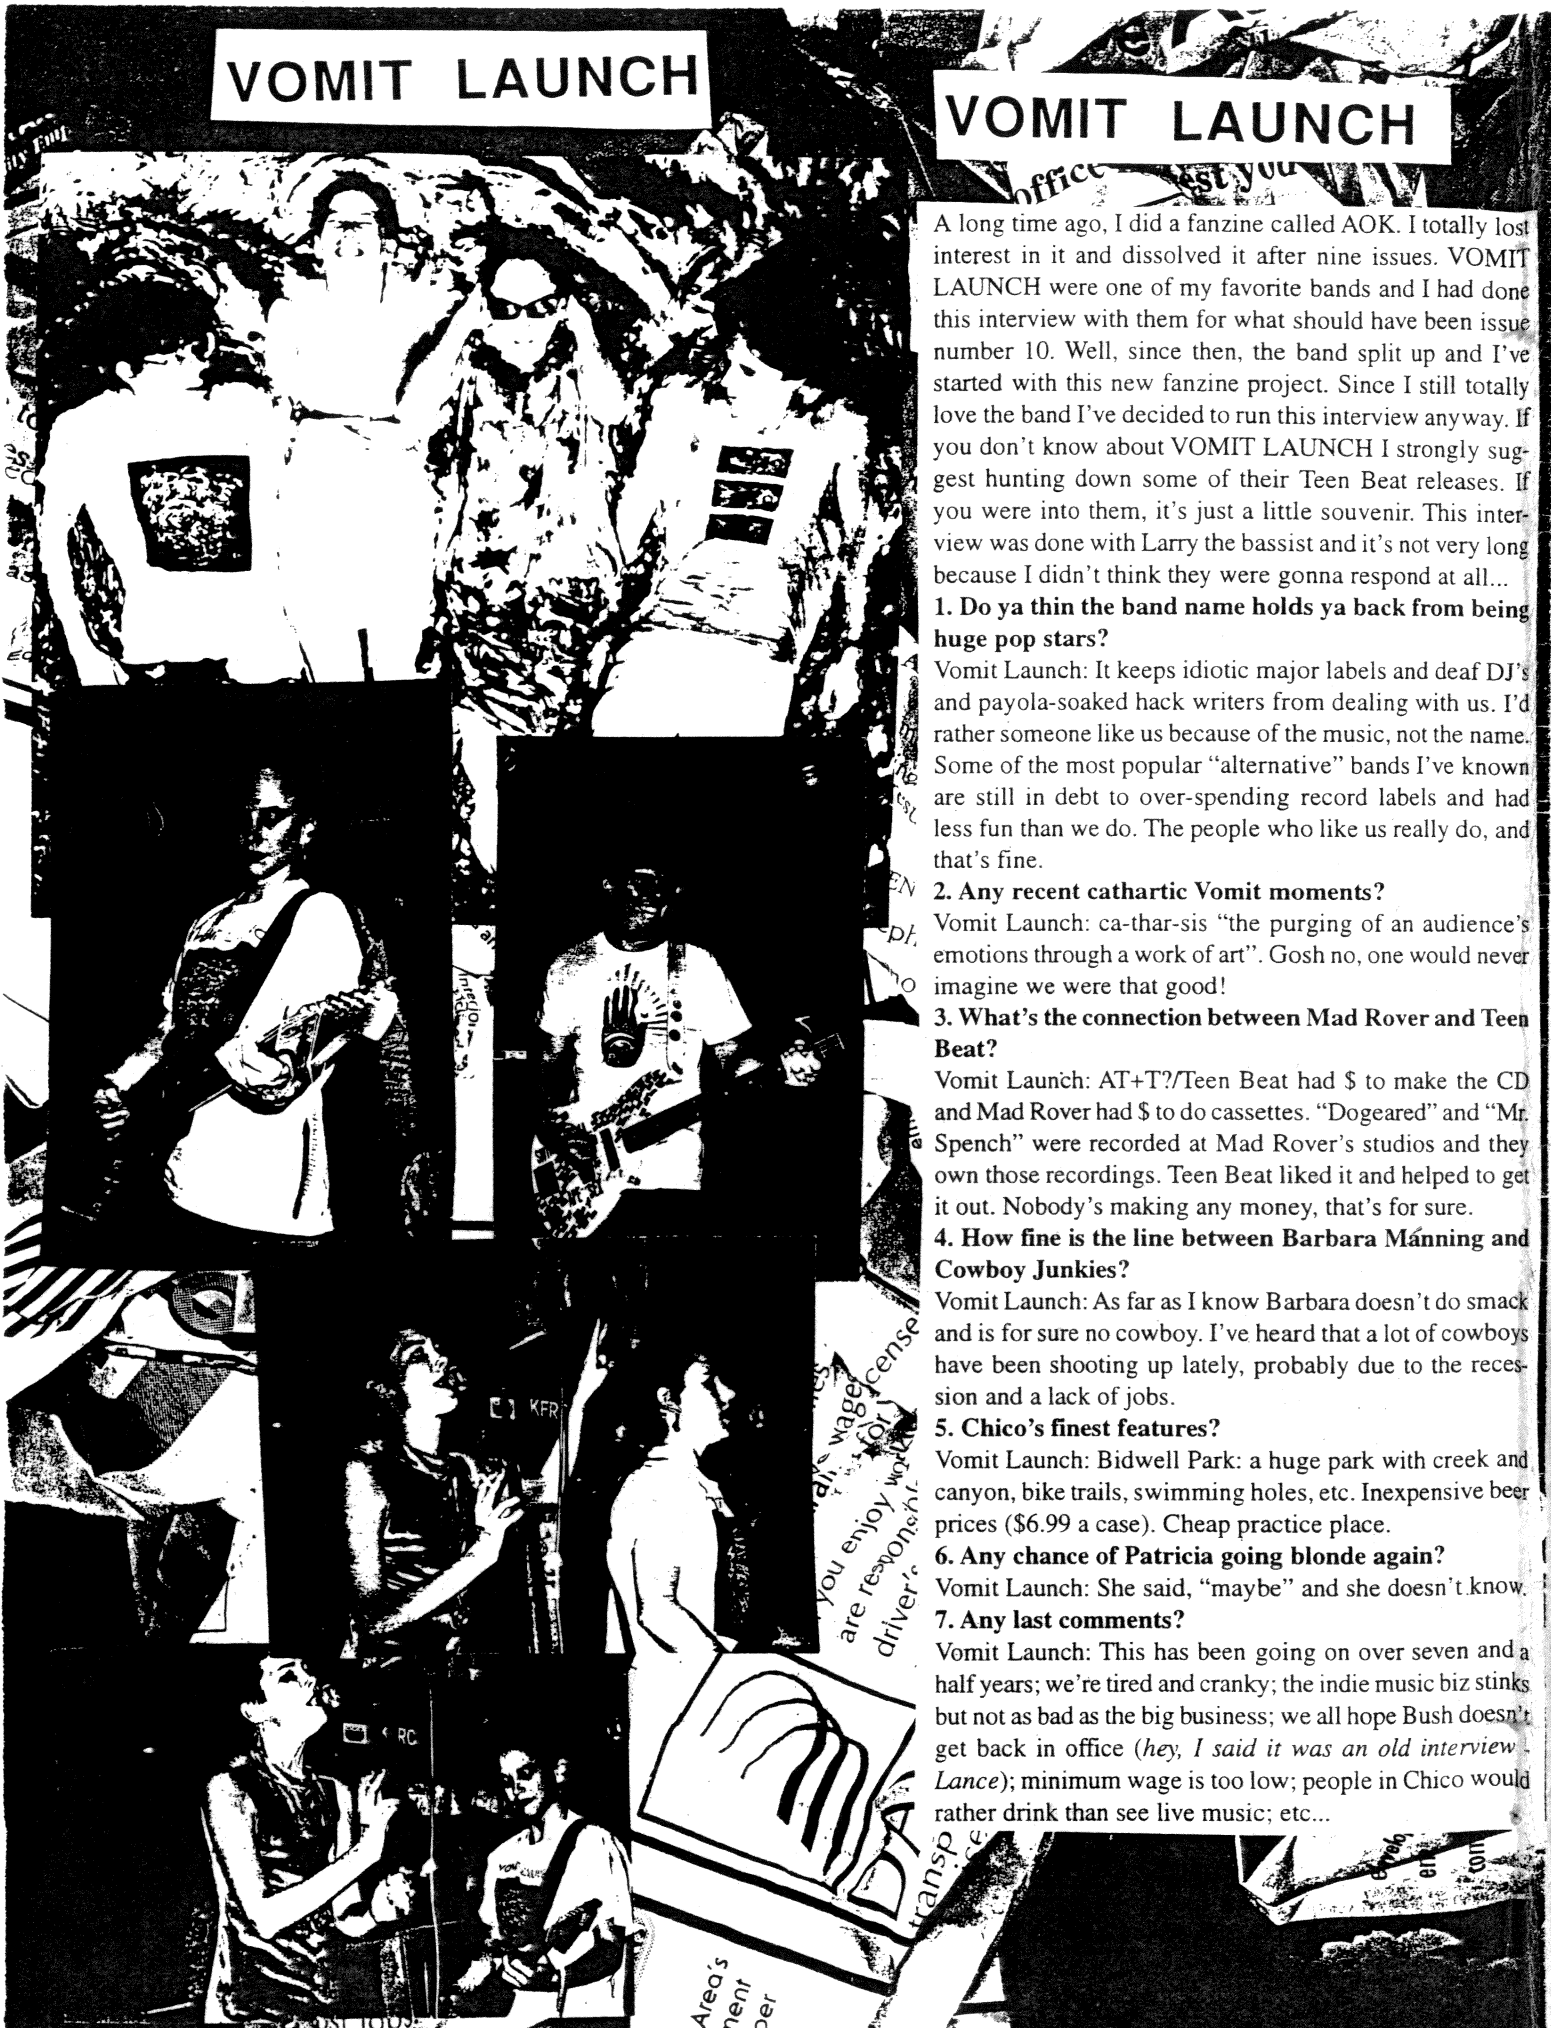 VOMIT LAUNCH
VOMIT LAUNCH
office
est you
A long time ago, I did a fanzine called AOK. I totally lost
interest in it and dissolved it after nine issues. VOMIT
LAUNCH were one of my favorite bands and I had done
this interview with them for what should have been issue
number 10. Well, since then, the band split up and I've
started with this new fanzine project. Since I still totally
love the band I've decided to run this interview anyway. If
you don't know about VOMIT LAUNCH I strongly sug-
gest hunting down some of their Teen Beat releases. If
you were into them, it's just a little souvenir. This inter-
view was done with Larry the bassist and it's not very long
because I didn't think they were gonna respond at all...
1. Do ya thin the band name holds ya back from being
huge pop stars?
Vomit Launch: It keeps idiotic major labels and deaf DJ's
and payola-soaked hack writers from dealing with us. I'd
rather someone like us because of the music, not the name.
Some of the most popular “alternative” bands I've known
are still in debt to over-spending record labels and had
less fun than we do. The people who like us really do, and
that's fine.
2. Any recent cathartic Vomit moments?
Vomit Launch: ca-thar-sis “the purging of an audience's
emotions through a work of art”. Gosh no, one would never
imagine we were that good!
3. What's the connection between Mad Rover and Teen
Beat?
Vomit Launch: AT+T?/Teen Beat had $ to make the CD
and Mad Rover had $ to do cassettes. “Dogeared” and “Mr.
Spench” were recorded at Mad Rover's studios and they
own those recordings. Teen Beat liked it and helped to get
it out. Nobody's making any money, that's for sure.
4. How fine is the line between Barbara Manning and
Cowboy Junkies?
Vomit Launch: As far as I know Barbara doesn't do smack
and is for sure no cowboy. I've heard that a lot of cowboys
have been shooting up lately, probably due to the reces-
sion and a lack of jobs.
5. Chico's finest features?
Vomit Launch: Bidwell Park: a huge park with creek and
canyon, bike trails, swimming holes, etc. Inexpensive beer
prices ($6.99 a case). Cheap practice place.
6. Any chance of Patricia going blonde again?
Vomit Launch: She said, “maybe” and she doesn't know.
7. Any last comments?
Vomit Launch: This has been going on over seven and a
half years; we're tired and cranky; the indie music biz stinks
but not as bad as the big business; we all hope Bush doesn't
get back in office (hey, I said it was an old interview -
Lance); minimum wage is too low; people in Chico would
rather drink than see live music; etc...
KFR
wage
for
you enjoy work
are
driver's
transp
Area's